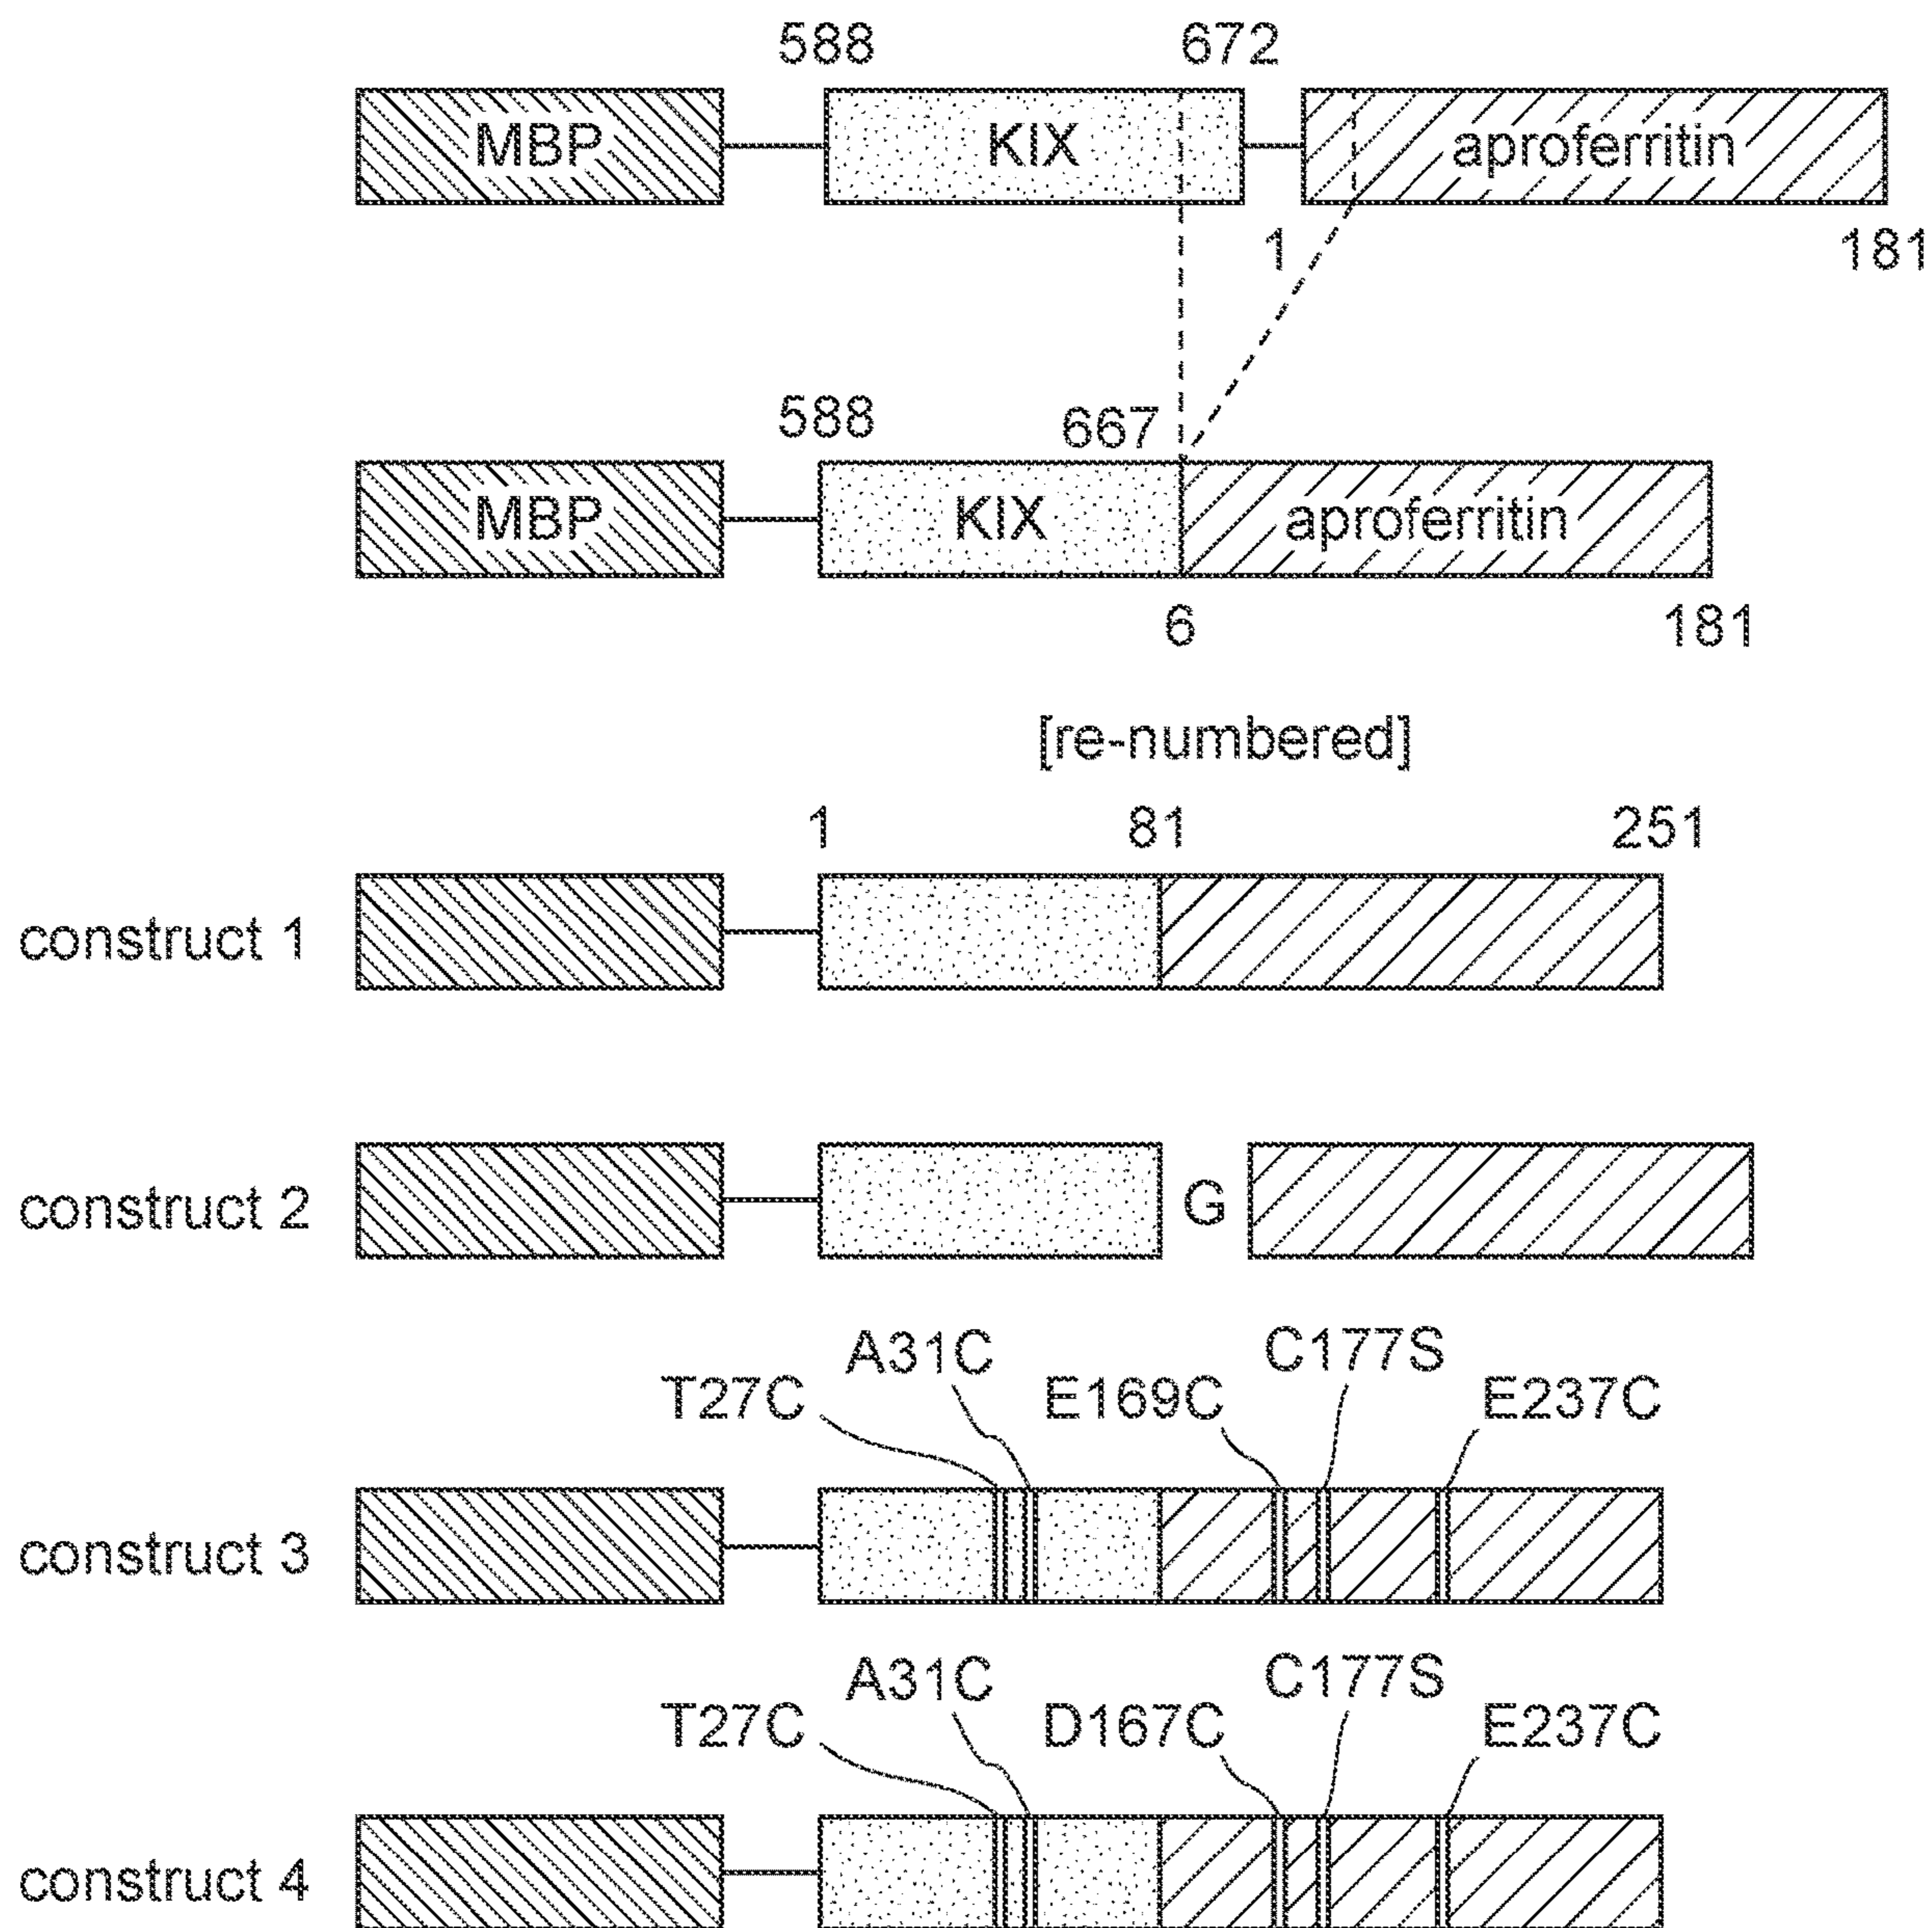 588 672
MBP KIX aproferritin
1 181
588 667
MBP KIX aproferritin
6 181
[re-numbered]
1 81 251
construct 1
construct 2 G
A31C C177S
T27C E169C E237C
construct 3
A31C C177S
T27C D167C E237C
construct 4